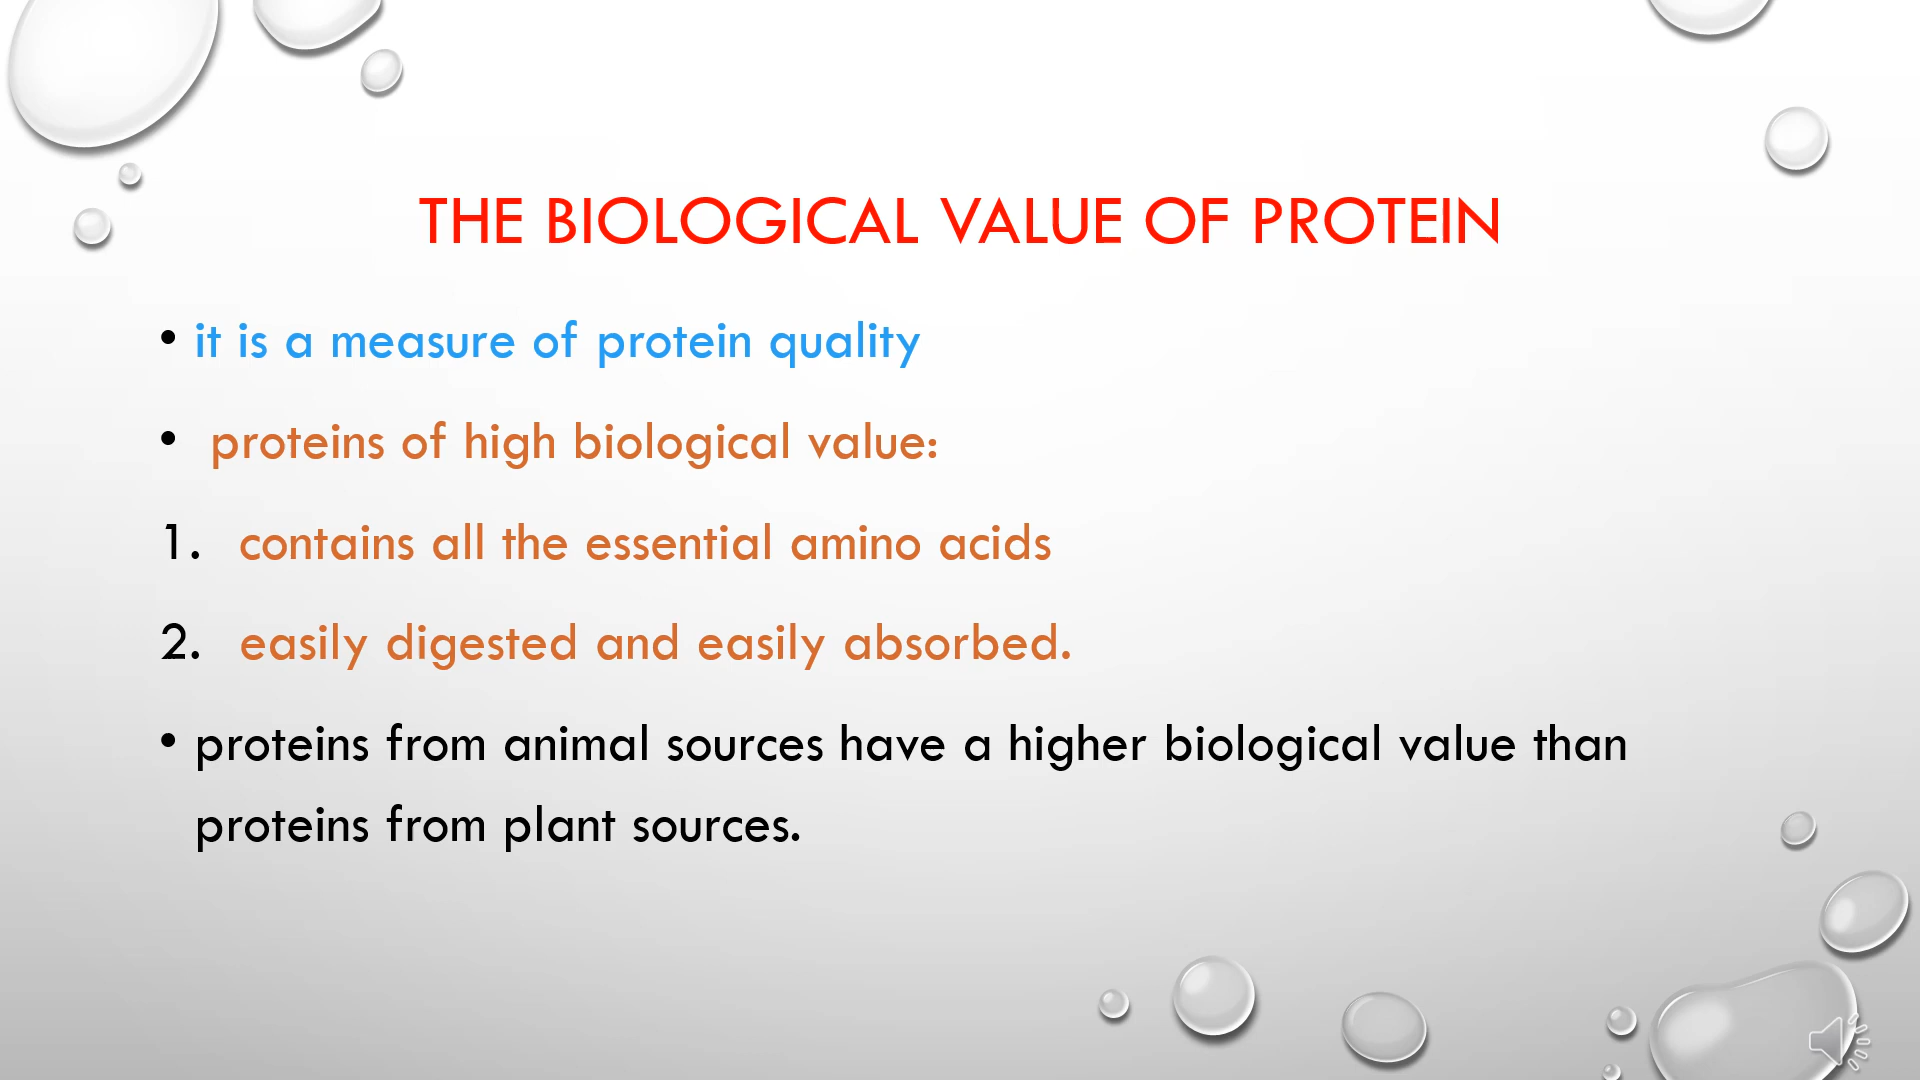 THE BIOLOGICAL VALUE OF PROTEIN
• it is a measure of protein quality
• proteins of high biological value:
1. contains all the essential amino acids
2. easily digested and easily absorbed.
• proteins from animal sources have a higher biological value than
proteins from plant sources.